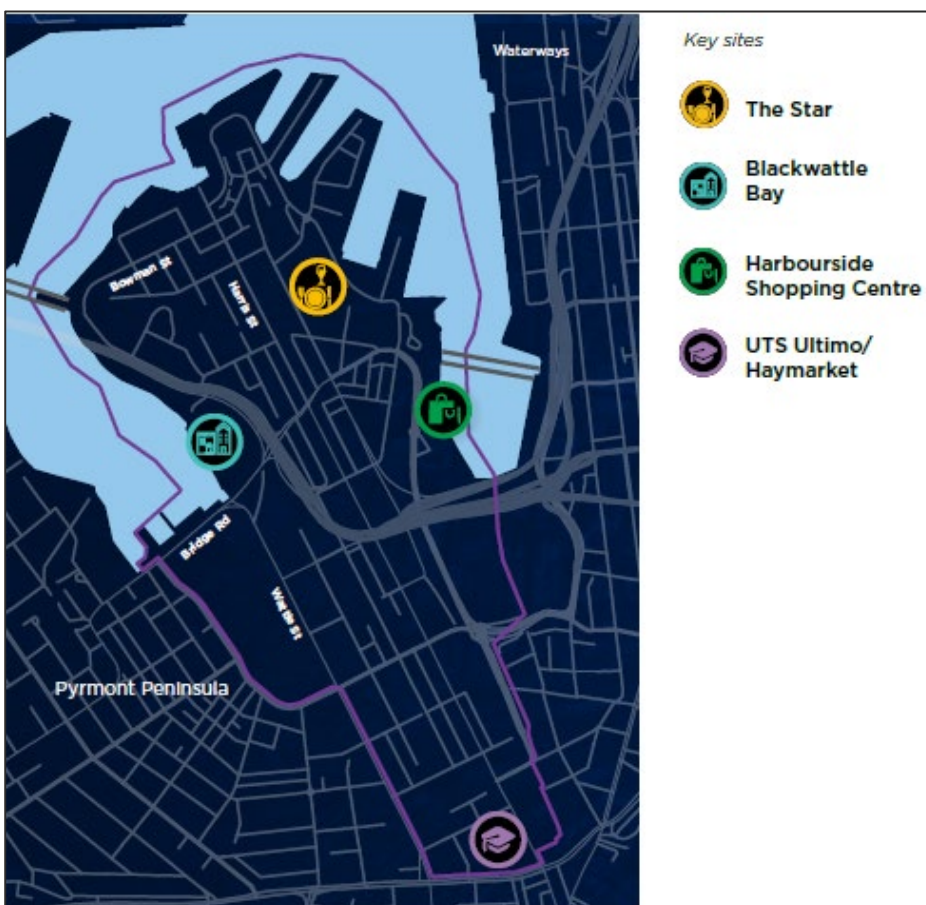 Waterways
Bowman St
Harris St
Bridge Rd
Wattle St
Pyrmont Peninsula
Key sites
The Star
Blackwattle
Bay
Harbourside
Shopping Centre
UTS Ultimo/
Haymarket